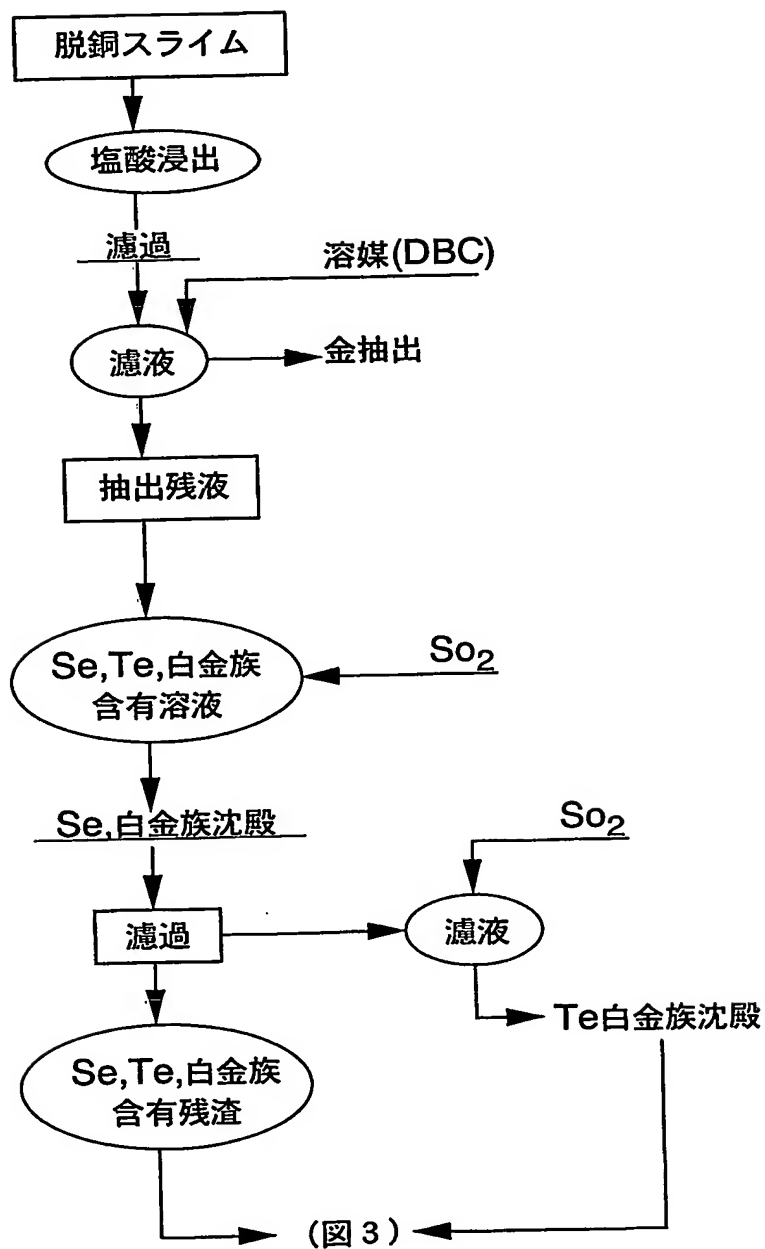 脱銅スライム
塩酸浸出
濾過
溶媒(DBC)
濾液
金抽出
抽出残液
Se,Te,白金族
含有溶液
So2
Se,白金族沈殿
So2
濾過
濾液
Te白金族沈殿
Se,Te,白金族
含有残渣
(図3)